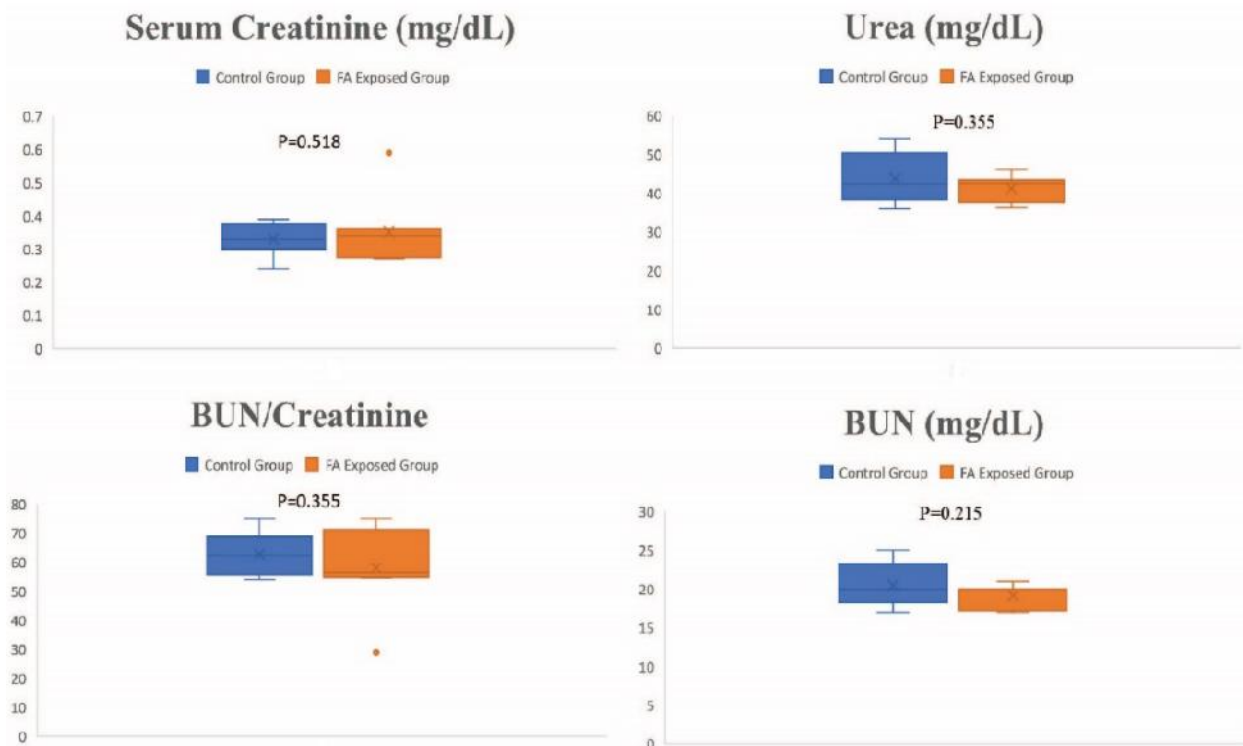 Serum Creatinine (mg/dL)
Control Group FA Exposed Group
P=0.518
0.7
0.6
0.5
0.4
0.3
0.2
0.1
0
Urea (mg/dL)
Control Group FA Exposed Group
P=0.355
60
50
40
30
20
10
0
BUN/Creatinine
Control Group FA Exposed Group
P=0.355
80
70
60
50
40
30
20
10
0
BUN (mg/dL)
Control Group FA Exposed Group
P=0.215
30
25
20
15
10
5
0